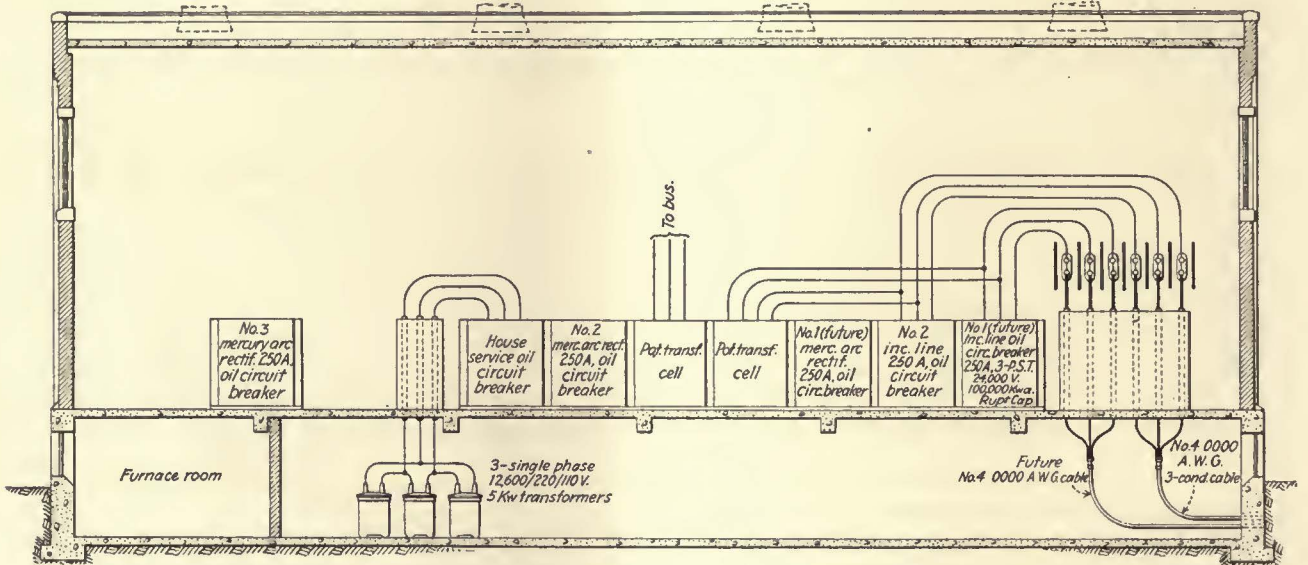 To bus.
No.3
mercury arc
rectif. 250A,
oil circuit
breaker
House
service oil
circuit
breaker
No.2
merc.arc rect.
250A, oil
circuit
breaker
Pot.transf.
cell
Pot.transf.
cell
No.1(future)
merc. arc
rectif.
250A, oil
circ.breaker
No.2
inc. line
250A, oil
circuit
breaker
No.1(future)
Inc.line oil
circ.breaker
250A, 3-P.S.T.
24,000 V.
100,000 Kva.
Rupt Cap
Furnace room
3-single phase
12,600/220/110 V.
5 Kw transformers
Future
No.4 0000 A W G cable
No.4 0000
A.W.G.
3-cond.cable